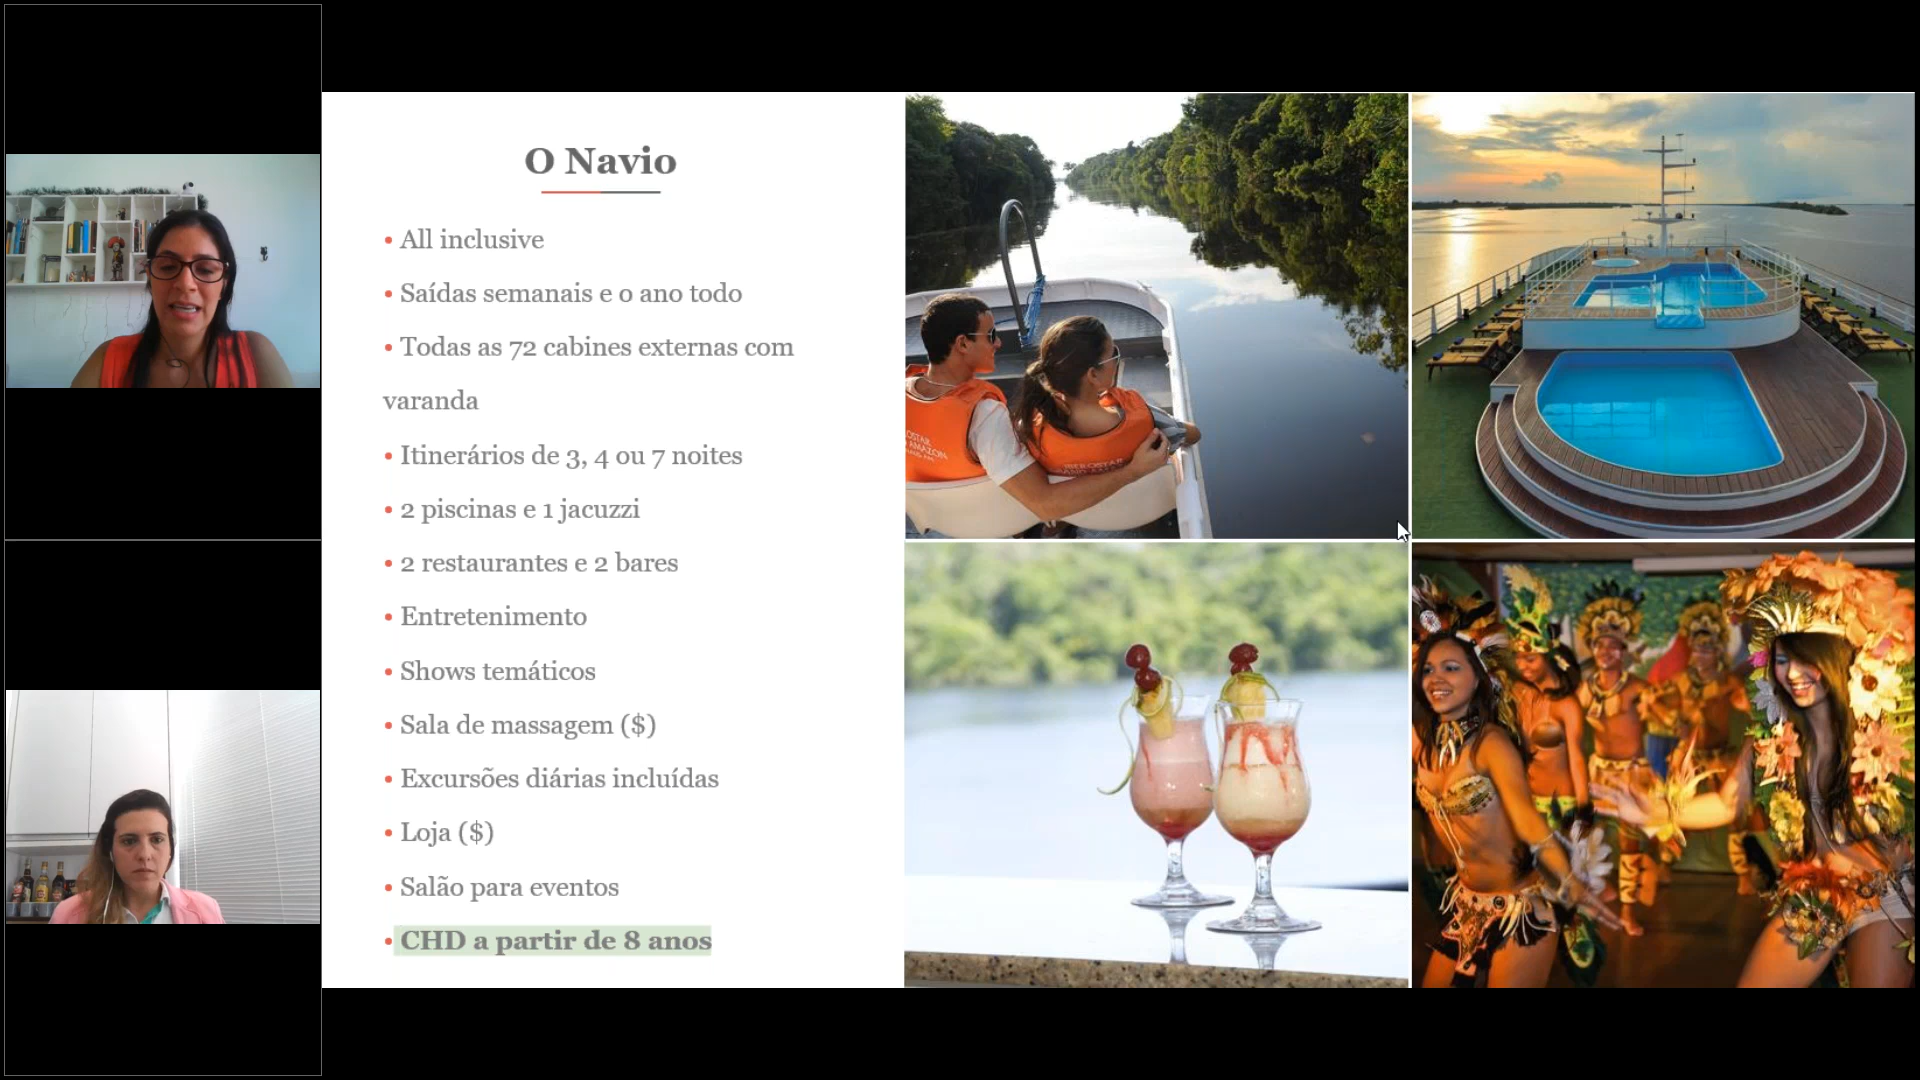 O Navio
• All inclusive
• Saídas semanais e o ano todo
• Todas as 72 cabines externas com
varanda
• Itinerários de 3, 4 ou 7 noites
• 2 piscinas e 1 jacuzzi
• 2 restaurantes e 2 bares
• Entretenimento
• Shows temáticos
• Sala de massagem ($)
• Excursões diárias incluídas
• Loja ($)
• Salão para eventos
• CHD a partir de 8 anos
IBEROSTAR